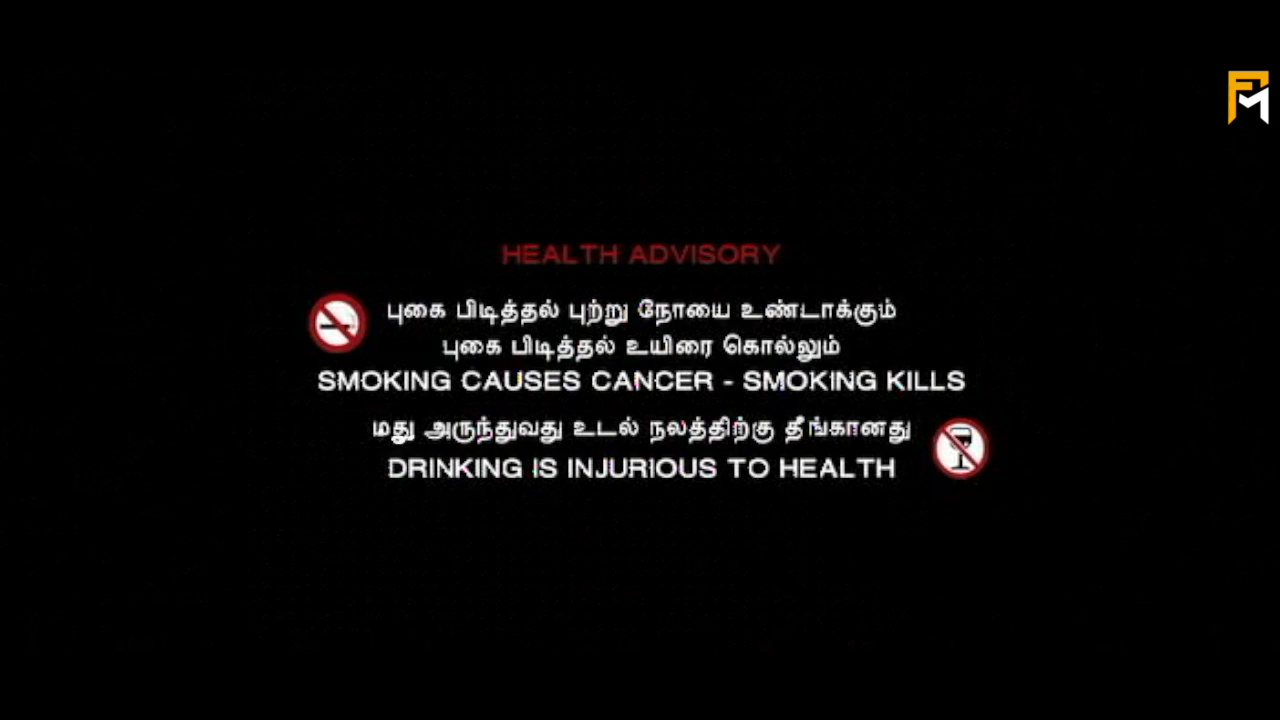 HEALTH ADVISORY
புகை பிடித்தல் புற்று நோயை உண்டாக்கும்
புகை பிடித்தல் உயிரை கொல்லும்
SMOKING CAUSES CANCER - SMOKING KILLS
மது அருந்துவது உடல் நலத்திற்கு தீங்கானது
DRINKING IS INJURIOUS TO HEALTH